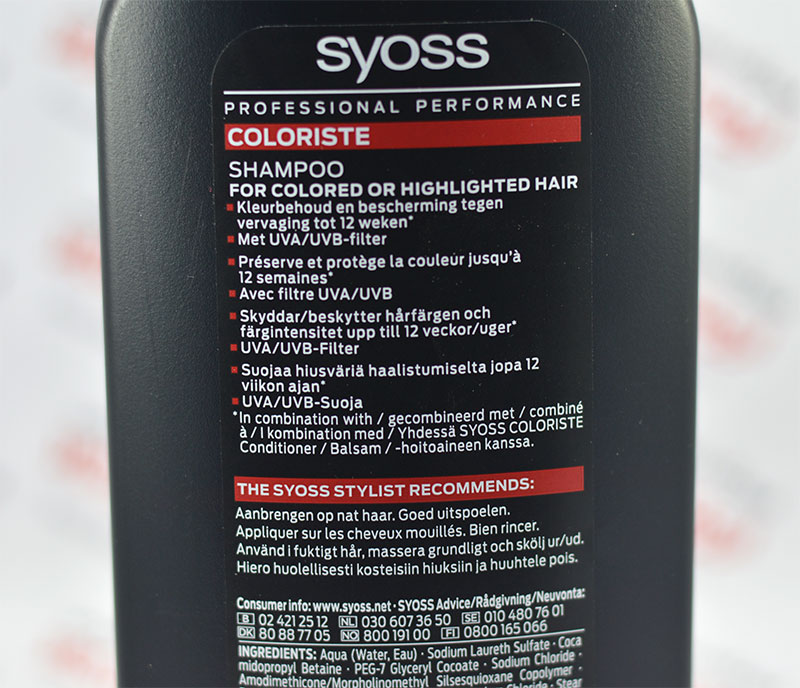 syoss
PROFESSIONAL PERFORMANCE
COLORISTE
SHAMPOO
FOR COLORED OR HIGHLIGHTED HAIR
Kleurbehoud en bescherming tegen
vervaging tot 12 weken*
Met UVA/UVB-filter
Préserve et protège la couleur jusqu'à
12 semaines*
Avec filtre UVA/UVB
Skyddar/beskytter hårfärgen och
färgintensitet upp till 12 veckor/uger*
UVA/UVB-Filter
Suojaa hiusväriä haalistumiselta jopa 12
viikon ajan*
UVA/UVB-Suoja
*In combination with / gecombineerd met / combiné
à / I kombination med / Yhdessä SYOSS COLORISTE
Conditioner / Balsam / -hoitoaineen kanssa.
THE SYOSS STYLIST RECOMMENDS:
Aanbrengen op nat haar. Goed uitspoelen.
Appliquer sur les cheveux mouillés. Bien rincer.
Använd i fuktigt hår, massera grundligt och skölj ur/ud.
Hiero huolellisesti kosteisiin hiuksiin ja huuhtele pois.
Consumer info: www.syoss.net · SYOSS Advice/Rådgivning/Neuvonta:
B 02 421 25 12 NL 030 607 36 50 SE 010 480 76 01
DK 80 88 77 05 NO 800 191 00 FI 0800 165 066
INGREDIENTS: Aqua (Water, Eau) · Sodium Laureth Sulfate · Coca
midopropyl Betaine · PEG-7 Glyceryl Cocoate · Sodium Chloride ·
Amodimethicone/Morpholinomethyl Silsesquioxane Copolymer ·
Chloride · Stear